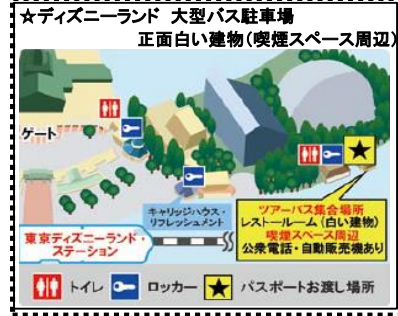 ☆ディズニーランド 大型バス駐車場
正面白い建物(喫煙スペース周辺)
ゲート
キャリッジハウス・
リフレッシュメント
東京ディズニーランド・
ステーション
ツアーバス集合場所
レストルーム(白い建物)
喫煙スペース周辺
公衆電話・自動販売機あり
トイレ ロッカー ★ パスポートお渡し場所